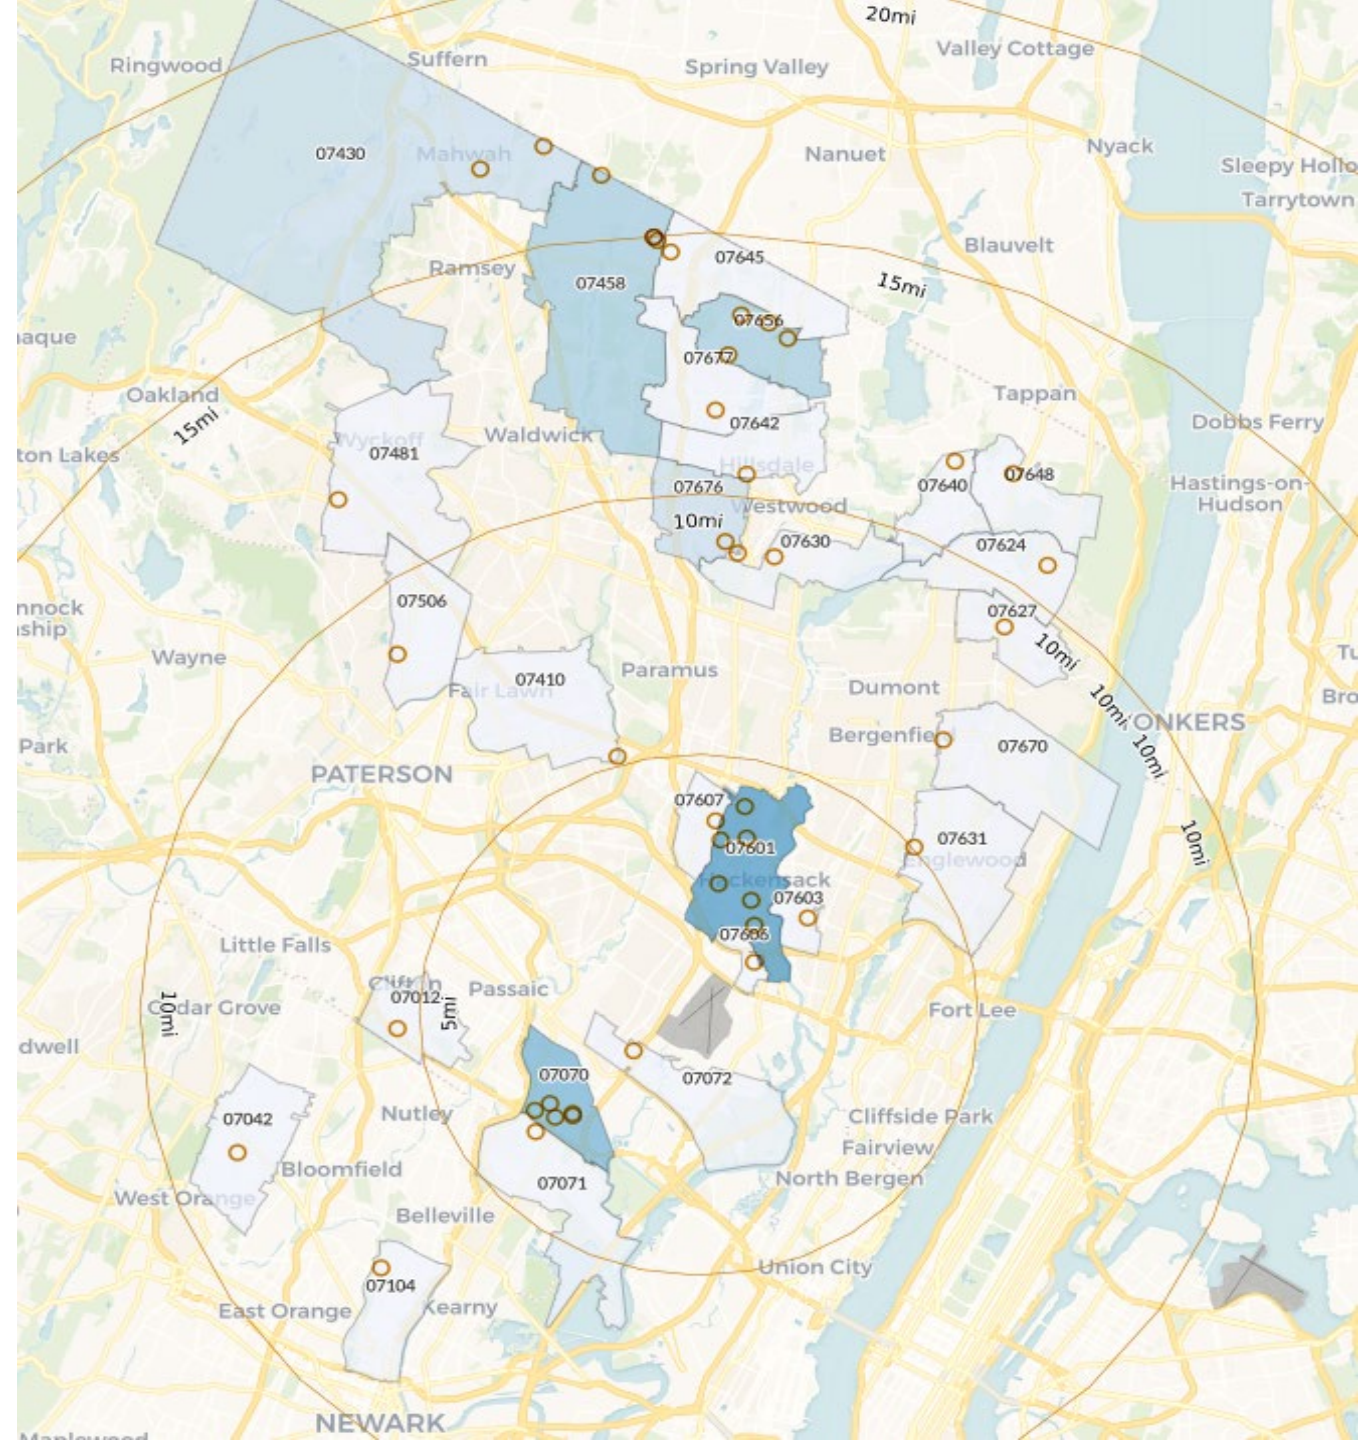 20mi
Valley Cottage
Ringwood
Suffern
Spring Valley
07430
Mahwah
Nanuet
Nyack
Sleepy Hollo
Tarrytown
Blauvelt
07645
Ramsey
07458
15mi
07656
aque
07677
Oakland
Tappan
15mi
07642
Dobbs Ferry
Waldwick
Wyckoff
07481
ton Lakes
Hillsdale
07676
07640
07648
Hastings-on-
Hudson
10mi
Westwood
07630
07624
07506
nnock
ship
07627
Wayne
10mi
Paramus
Tu
07410
Fair Lawn
Dumont
10mi
Bro
Bergenfiel
ONKERS
Park
07670
10mi
PATERSON
07607
07601
07631
10mi
Englewood
Hackensack
07603
07606
Little Falls
Clifton
07012
Passaic
Cedar Grove
10mi
5mi
Fort Lee
dwell
07070
07072
07042
Nutley
Cliffside Park
Fairview
Bloomfield
North Bergen
07071
West Orange
Belleville
Union City
07104
East Orange
Kearny
NEWARK
Maplewood